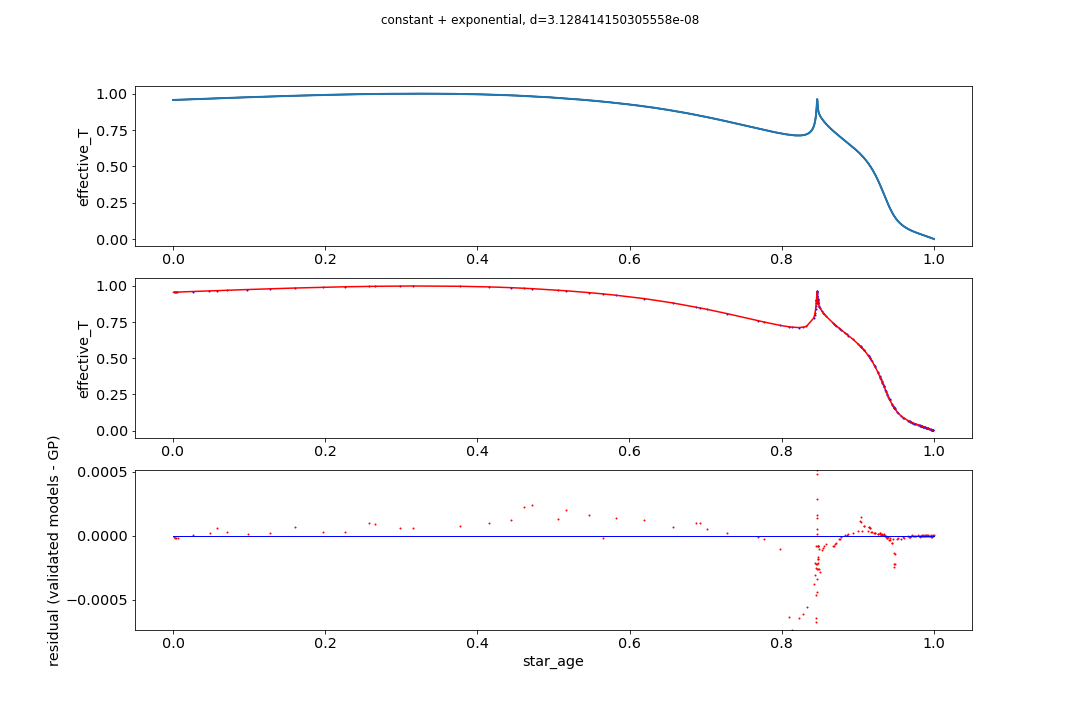 constant + exponential, d=3.128414150305558e-08
1.00
0.75
0.50
0.25
0.00
effective_T
0.0 0.2 0.4 0.6 0.8 1.0
1.00
0.75
0.50
0.25
0.00
effective_T
0.0 0.2 0.4 0.6 0.8 1.0
0.0005
0.0000
−0.0005
residual (validated models - GP)
0.0 0.2 0.4 0.6 0.8 1.0
star_age